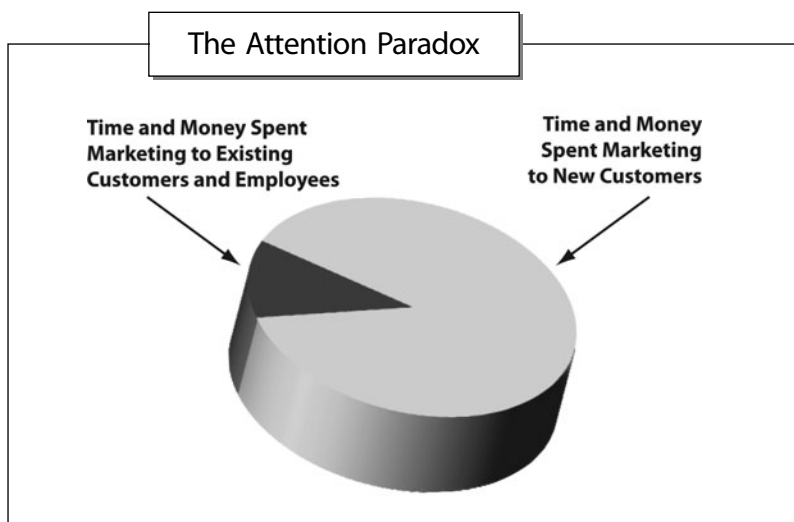 The Attention Paradox
Time and Money Spent
Marketing to Existing
Customers and Employees
Time and Money
Spent Marketing
to New Customers